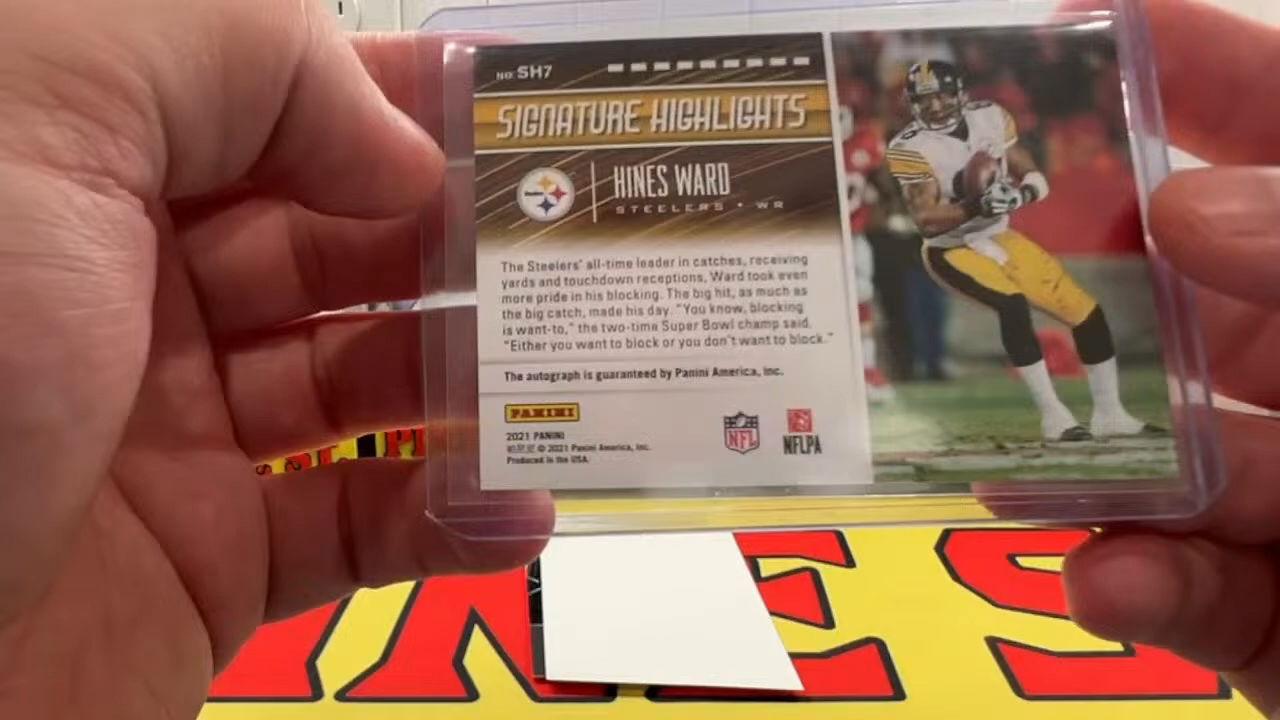 NO. SH7
SIGNATURE HIGHLIGHTS
Steelers
HINES WARD
STEELERS • WR
The Steelers' all-time leader in catches, receiving
yards and touchdown receptions, Ward took even
more pride in his blocking. The big hit, as much as
the big catch, made his day. "You know, blocking
is want-to," the two-time Super Bowl champ said.
"Either you want to block or you don't want to block."
The autograph is guaranteed by Panini America, Inc.
PANINI
2021 PANINI
© 2021 Panini America, Inc.
Produced in the USA.
NFL
NFLPA
INES